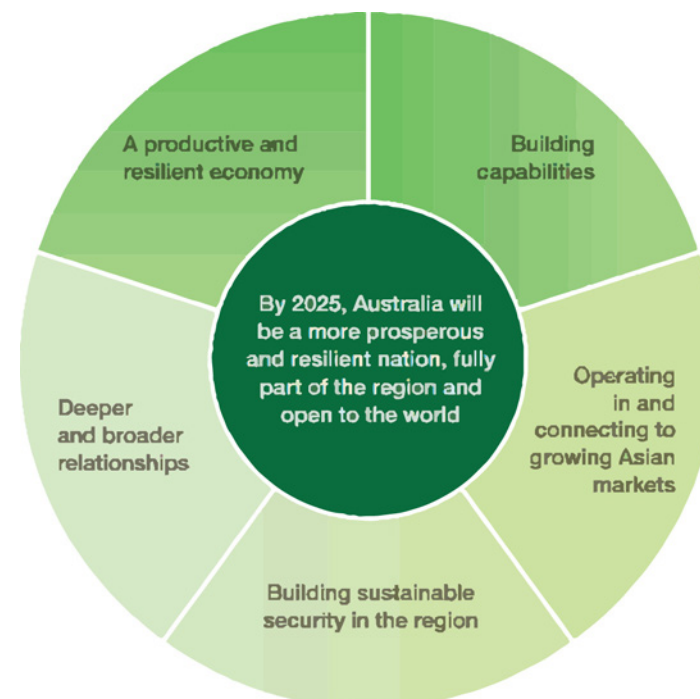 A productive and
resilient economy
Building
capabilities
By 2025, Australia will
be a more prosperous
and resilient nation, fully
part of the region and
open to the world
Deeper
and broader
relationships
Operating
in and
connecting to
growing Asian
markets
Building sustainable
security in the region